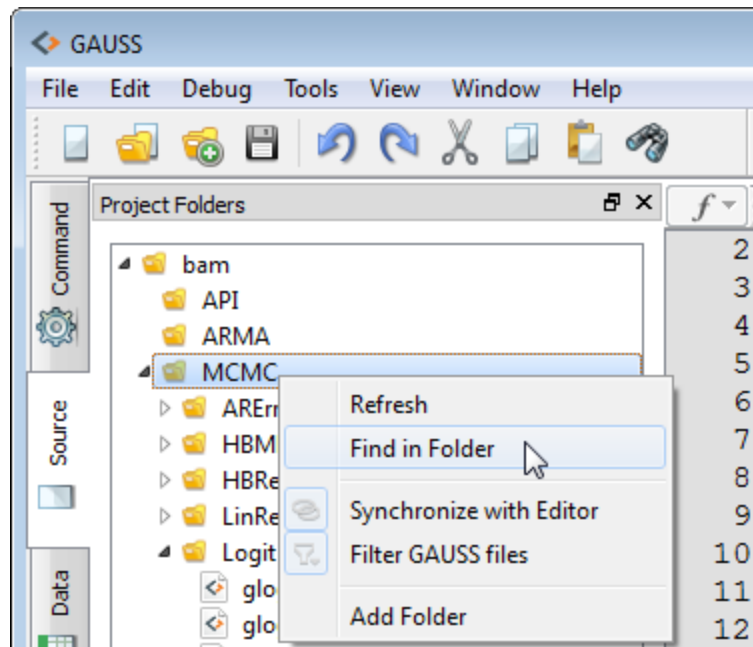 GAUSS
File Edit Debug Tools View Window Help
Project Folders
f
Command
Source
Data
bam
API
ARMA
MCMC
Refresh
Find in Folder
Synchronize with Editor
Filter GAUSS files
Add Folder
2
3
4
5
6
7
8
9
10
11
12